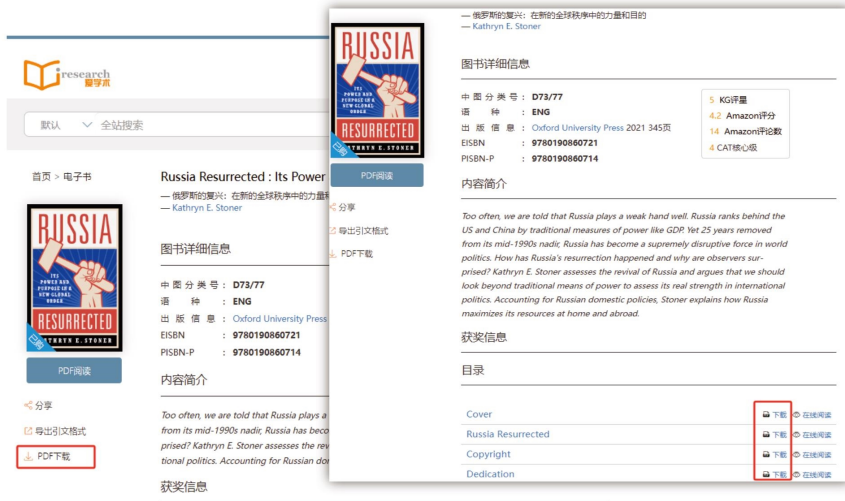 iresearch
爱学术
默认 全站搜索
首页 > 电子书
RUSSIA
ITS
POWER AND
PURPOSE IN A
NEW GLOBAL
ORDER
RESURRECTED
KATHRYN E. STONER
已购
PDF阅读
分享
导出引文格式
PDF下载
Russia Resurrected : Its Power
— 俄罗斯的复兴：在新的全球秩序中的力量和
— Kathryn E. Stoner
图书详细信息
中图分类号： D73/77
语种： ENG
出版信息： Oxford University Press
EISBN : 9780190860721
PISBN-P : 9780190860714
内容简介
Too often, we are told that Russia plays a
from its mid-1990s nadir, Russia has beco
prised? Kathryn E. Stoner assesses the rev
tional politics. Accounting for Russian dor
获奖信息
RUSSIA
ITS
POWER AND
PURPOSE IN A
NEW GLOBAL
ORDER
RESURRECTED
KATHRYN E. STONER
已购
PDF阅读
分享
导出引文格式
PDF下载
— 俄罗斯的复兴：在新的全球秩序中的力量和目的
— Kathryn E. Stoner
图书详细信息
中图分类号： D73/77
语种： ENG
出版信息： Oxford University Press 2021 345页
EISBN : 9780190860721
PISBN-P : 9780190860714
5 KG评量
4.2 Amazon评分
14 Amazon评论数
4 CAT核心级
内容简介
Too often, we are told that Russia plays a weak hand well. Russia ranks behind the
US and China by traditional measures of power like GDP. Yet 25 years removed
from its mid-1990s nadir, Russia has become a supremely disruptive force in world
politics. How has Russia's resurrection happened and why are observers sur-
prised? Kathryn E. Stoner assesses the revival of Russia and argues that we should
look beyond traditional means of power to assess its real strength in international
politics. Accounting for Russian domestic policies, Stoner explains how Russia
maximizes its resources at home and abroad.
获奖信息
目录
Cover 下载 在线阅读
Russia Resurrected 下载 在线阅读
Copyright 下载 在线阅读
Dedication 下载 在线阅读